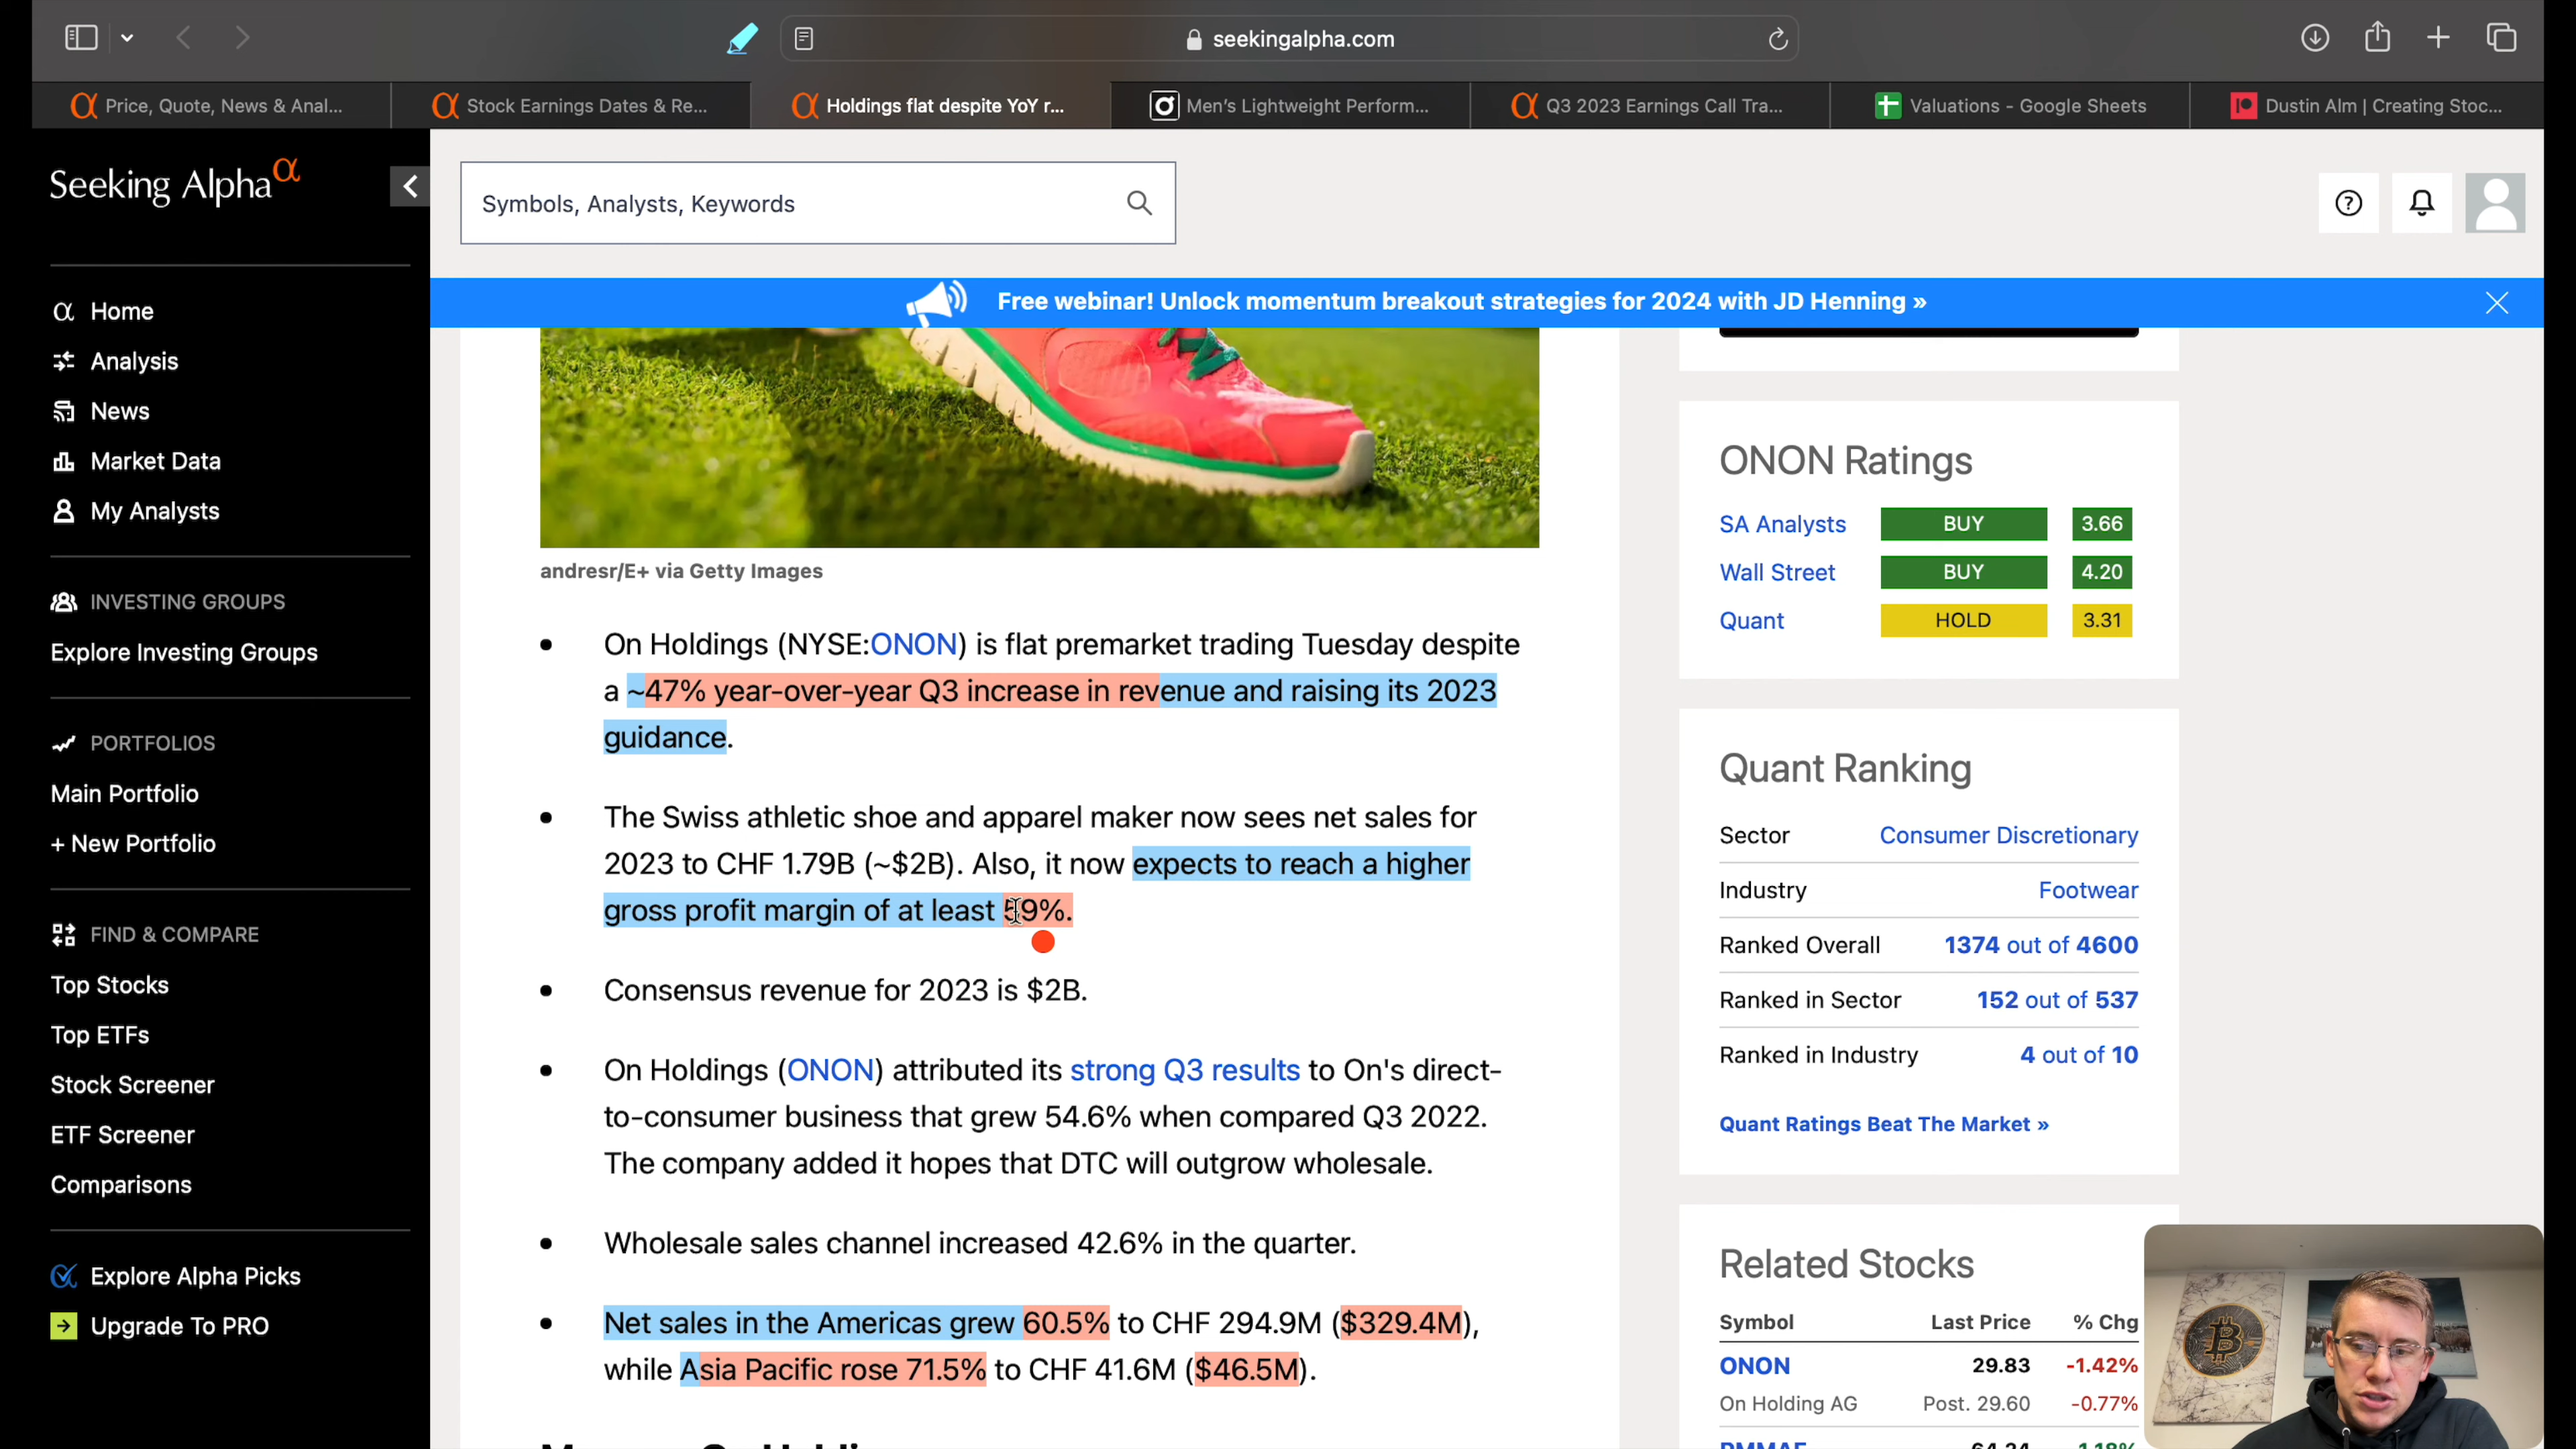 seekingalpha.com
Price, Quote, News & Anal...
Stock Earnings Dates & Re...
Holdings flat despite YoY r...
Men's Lightweight Perform...
Q3 2023 Earnings Call Tra...
Valuations - Google Sheets
Dustin Alm | Creating Stoc...
Seeking Alpha α
Symbols, Analysts, Keywords
Free webinar! Unlock momentum breakout strategies for 2024 with JD Henning »
Home
Analysis
News
Market Data
My Analysts
INVESTING GROUPS
Explore Investing Groups
PORTFOLIOS
Main Portfolio
+ New Portfolio
FIND & COMPARE
Top Stocks
Top ETFs
Stock Screener
ETF Screener
Comparisons
Explore Alpha Picks
Upgrade To PRO
andresr/E+ via Getty Images
• On Holdings (NYSE:ONON) is flat premarket trading Tuesday despite
a ~47% year-over-year Q3 increase in revenue and raising its 2023
guidance.
• The Swiss athletic shoe and apparel maker now sees net sales for
2023 to CHF 1.79B (~$2B). Also, it now expects to reach a higher
gross profit margin of at least 59%.
• Consensus revenue for 2023 is $2B.
• On Holdings (ONON) attributed its strong Q3 results to On's direct-
to-consumer business that grew 54.6% when compared Q3 2022.
The company added it hopes that DTC will outgrow wholesale.
• Wholesale sales channel increased 42.6% in the quarter.
• Net sales in the Americas grew 60.5% to CHF 294.9M ($329.4M),
while Asia Pacific rose 71.5% to CHF 41.6M ($46.5M).
ONON Ratings
SA Analysts BUY 3.66
Wall Street BUY 4.20
Quant HOLD 3.31
Quant Ranking
Sector Consumer Discretionary
Industry Footwear
Ranked Overall 1374 out of 4600
Ranked in Sector 152 out of 537
Ranked in Industry 4 out of 10
Quant Ratings Beat The Market »
Related Stocks
Symbol Last Price % Chg
ONON 29.83 -1.42%
On Holding AG Post. 29.60 -0.77%